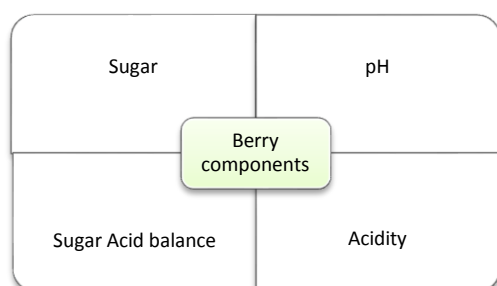 Sugar
pH
Berry
components
Sugar Acid balance
Acidity